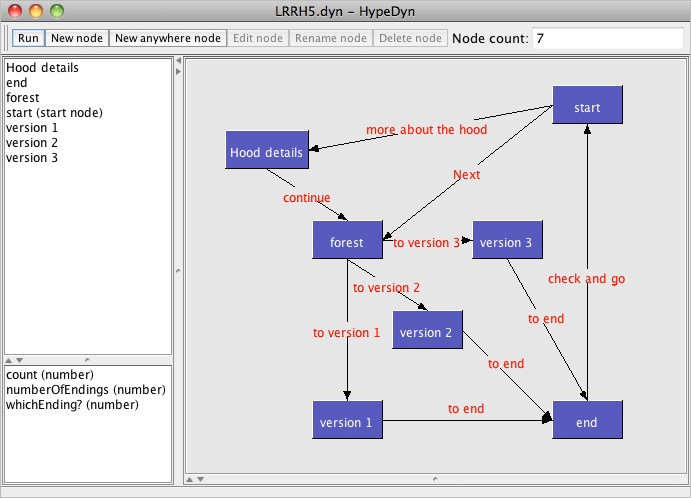 LRRH5.dyn - HypeDyn
Run New node New anywhere node Edit node Rename node Delete node Node count: 7
Hood details
end
forest
start (start node)
version 1
version 2
version 3
count (number)
numberOfEndings (number)
whichEnding? (number)
start
more about the hood
Hood details
Next
continue
forest
to version 3
version 3
check and go
to version 2
to end
to version 1
version 2
to end
to end
version 1
end